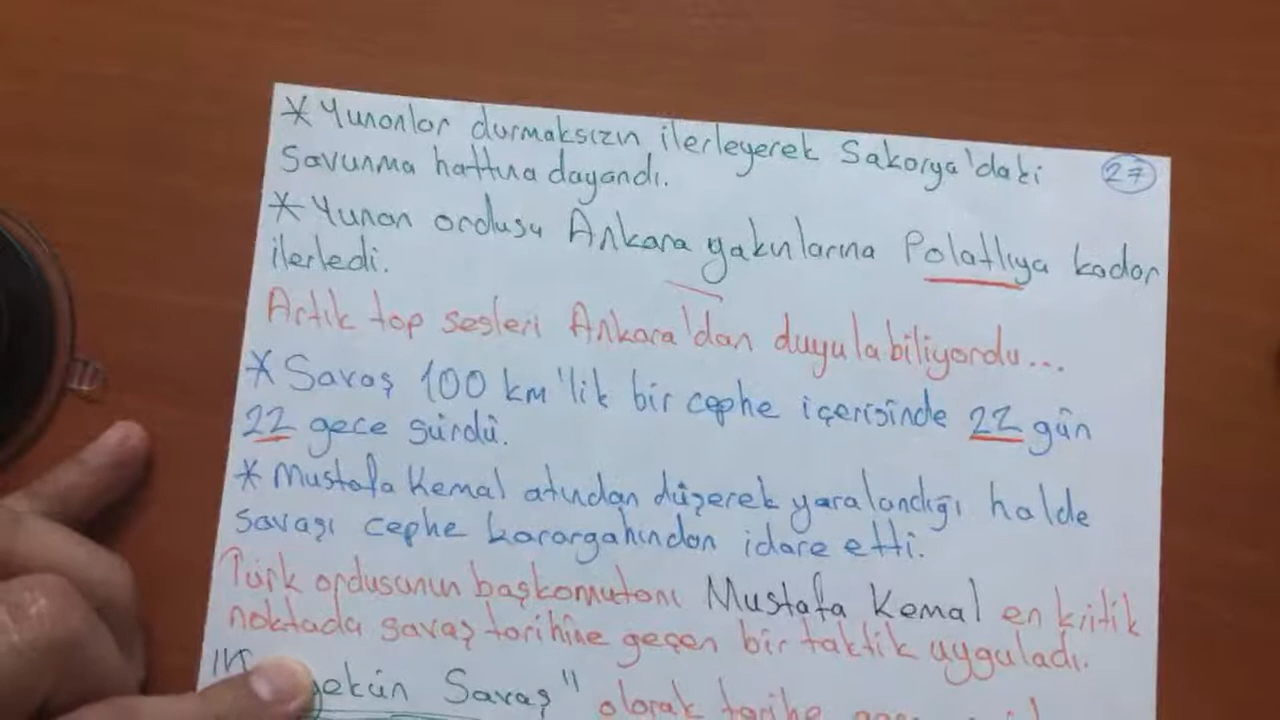 * Yunanlar durmaksızın ilerleyerek Sakarya'daki
27
savunma hattına dayandı.
* Yunan ordusu Ankara yakınlarına Polatlıya kadar
ilerledi.
Artık top sesleri Ankara'dan duyulabiliyordu...
* Savaş 100 km'lik bir cephe içerisinde 22 gün
22 gece sürdü.
* Mustafa Kemal atından düşerek yaralandığı halde
savaşı cephe karargahından idare etti.
Türk ordusunun başkomutanı Mustafa Kemal en kritik
noktada savaş tarihine geçen bir taktik uyguladı.
Savaş" olarak tarihe